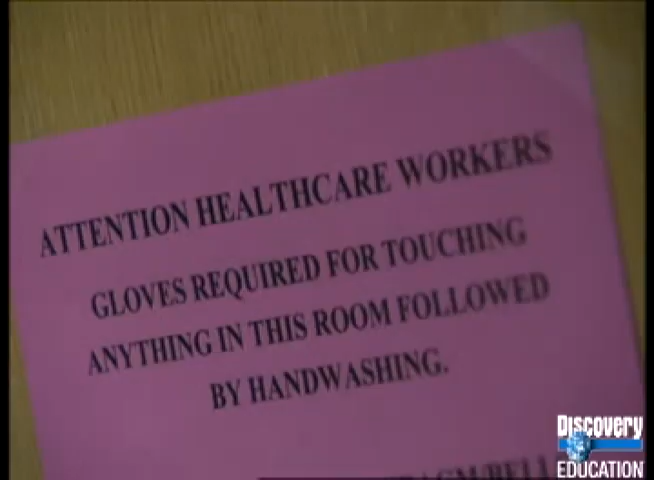 ATTENTION HEALTHCARE WORKERS
GLOVES REQUIRED FOR TOUCHING
ANYTHING IN THIS ROOM FOLLOWED
BY HANDWASHING.
Discovery
EDUCATION